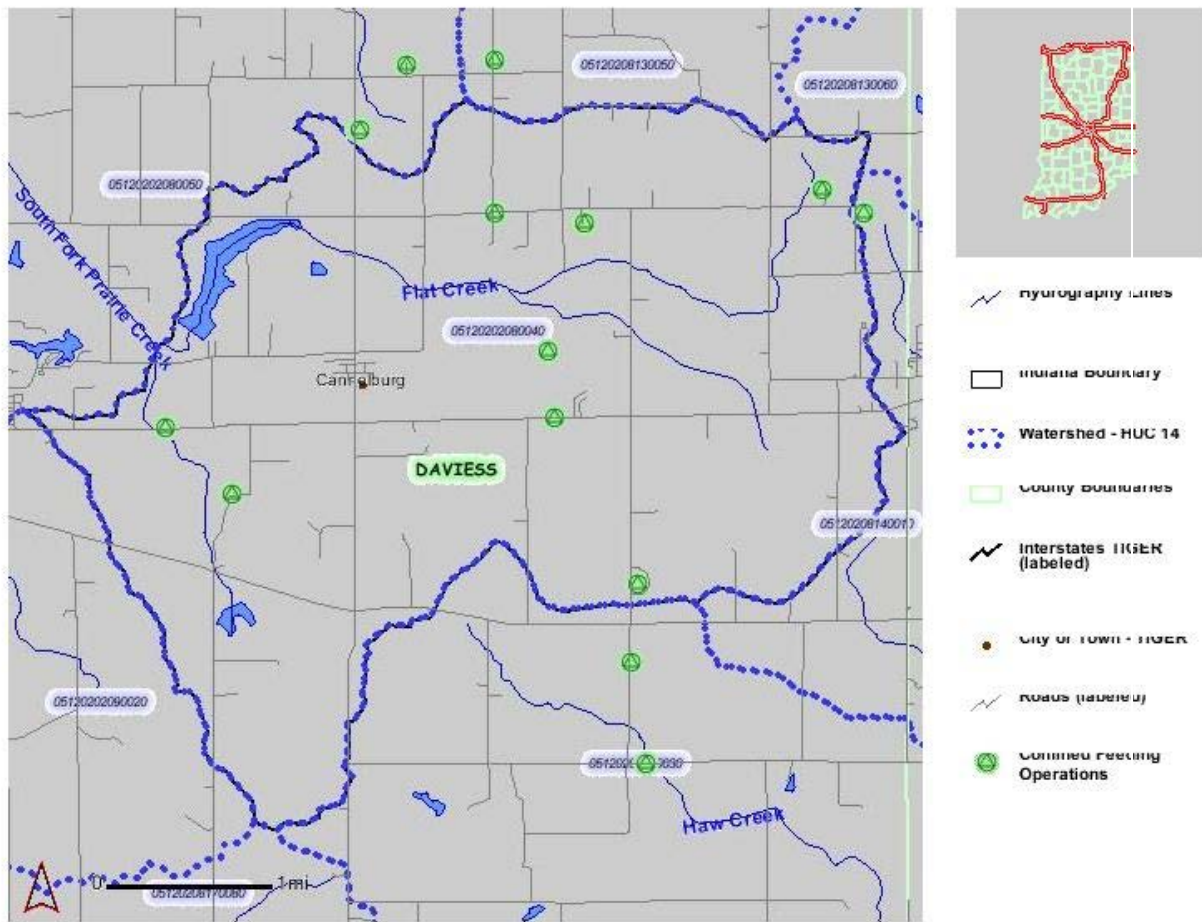 05120208130050
05120208130060
05120202080050
South Fork Prairie Creek
Flat Creek
05120202080040
Cannelburg
DAVIESS
05120208140010
05120202090020
Haw Creek
0 1mi
05120208170080
Hydrography Lines
Indiana Boundary
Watershed - HUC 14
County Boundaries
Interstates TIGER
(labeled)
City or Town - TIGER
Roads (labeled)
Confined Feeding
Operations